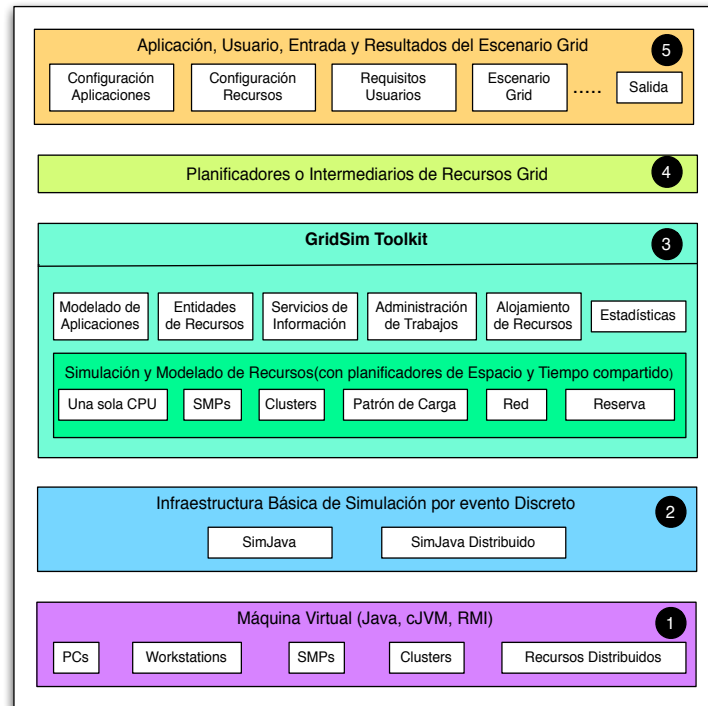 Aplicación, Usuario, Entrada y Resultados del Escenario Grid
5
Configuración
Aplicaciones
Configuración
Recursos
Requisitos
Usuarios
Escenario
Grid
.....
Salida
Planificadores o Intermediarios de Recursos Grid
4
GridSim Toolkit
3
Modelado de
Aplicaciones
Entidades
de Recursos
Servicios de
Información
Administración
de Trabajos
Alojamiento
de Recursos
Estadísticas
Simulación y Modelado de Recursos(con planificadores de Espacio y Tiempo compartido)
Una sola CPU
SMPs
Clusters
Patrón de Carga
Red
Reserva
Infraestructura Básica de Simulación por evento Discreto
2
SimJava
SimJava Distribuido
Máquina Virtual (Java, cJVM, RMI)
1
PCs
Workstations
SMPs
Clusters
Recursos Distribuidos